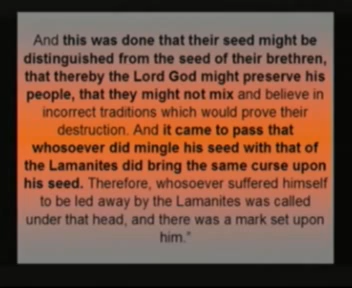 And this was done that their seed might be
distinguished from the seed of their brethren,
that thereby the Lord God might preserve his
people, that they might not mix and believe in
incorrect traditions which would prove their
destruction. And it came to pass that
whosoever did mingle his seed with that of
the Lamanites did bring the same curse upon
his seed. Therefore, whosoever suffered himself
to be led away by the Lamanites was called
under that head, and there was a mark set upon
him."